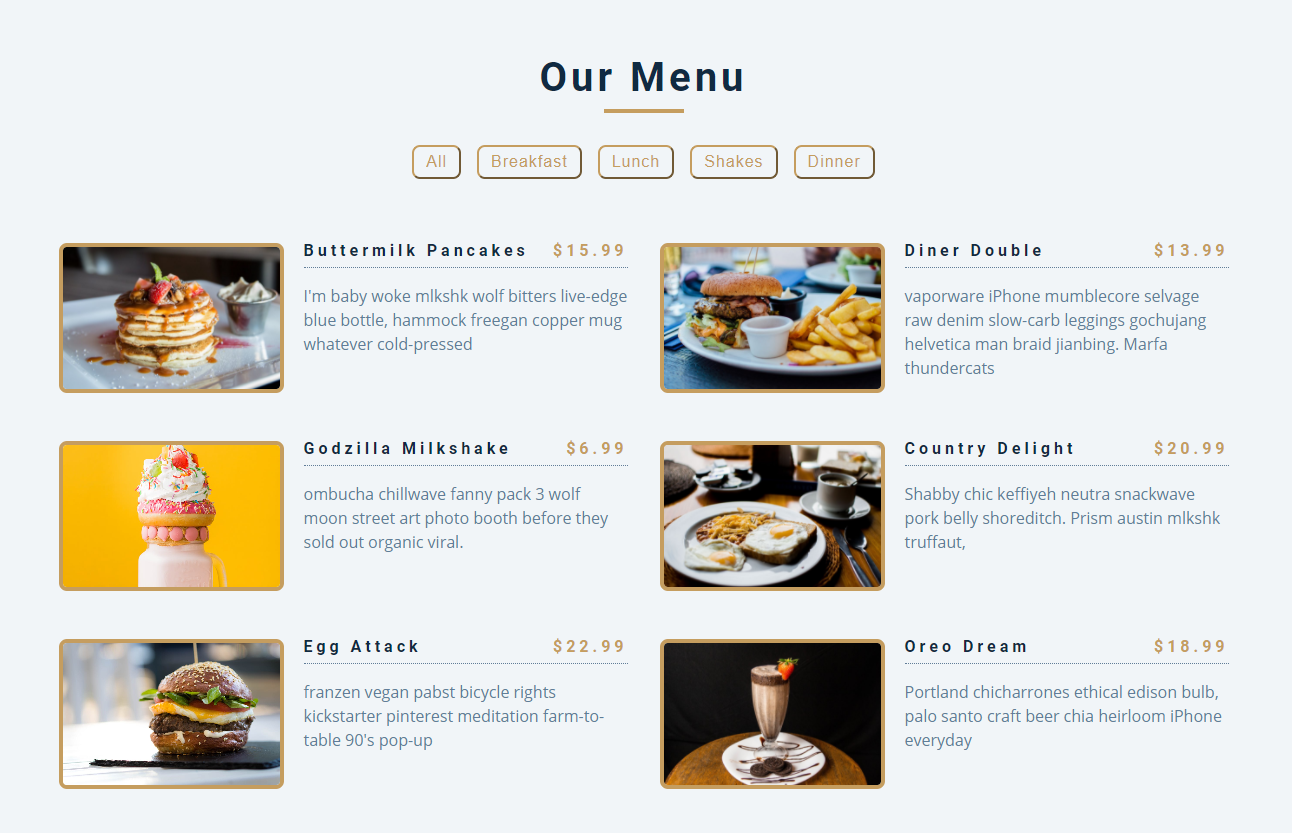 Our Menu
All Breakfast Lunch Shakes Dinner
Buttermilk Pancakes $15.99
I'm baby woke mlkshk wolf bitters live-edge
blue bottle, hammock freegan copper mug
whatever cold-pressed
Diner Double $13.99
vaporware iPhone mumblecore selvage
raw denim slow-carb leggings gochujang
helvetica man braid jianbing. Marfa
thundercats
Godzilla Milkshake $6.99
ombucha chillwave fanny pack 3 wolf
moon street art photo booth before they
sold out organic viral.
Country Delight $20.99
Shabby chic keffiyeh neutra snackwave
pork belly shoreditch. Prism austin mlkshk
truffaut,
Egg Attack $22.99
franzen vegan pabst bicycle rights
kickstarter pinterest meditation farm-to-
table 90's pop-up
Oreo Dream $18.99
Portland chicharrones ethical edison bulb,
palo santo craft beer chia heirloom iPhone
everyday